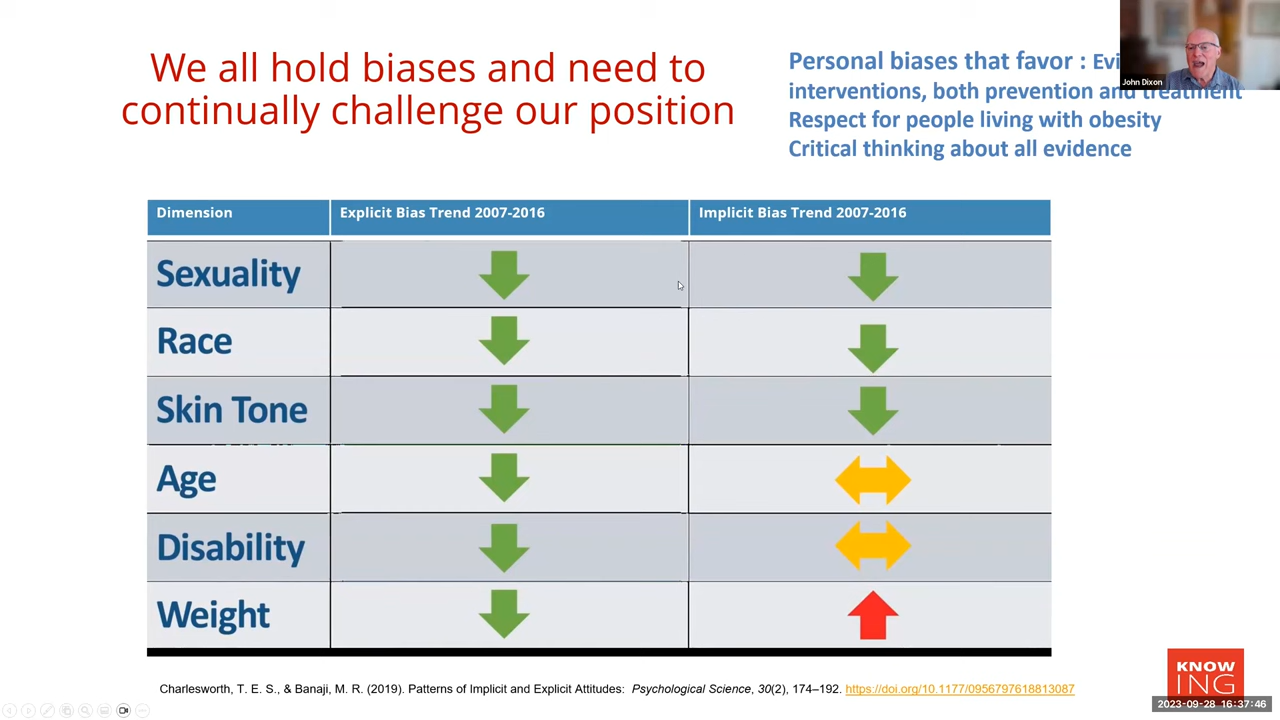 We all hold biases and need to
continually challenge our position
Personal biases that favor :
interventions, both prevention and treatment
Respect for people living with obesity
Critical thinking about all evidence
John Dixon
Dimension Explicit Bias Trend 2007-2016 Implicit Bias Trend 2007-2016
Sexuality
Race
Skin Tone
Age
Disability
Weight
Charlesworth, T. E. S., & Banaji, M. R. (2019). Patterns of Implicit and Explicit Attitudes: Psychological Science, 30(2), 174–192. https://doi.org/10.1177/0956797618813087
KNOW
ING
2023-09-28 16:37:46